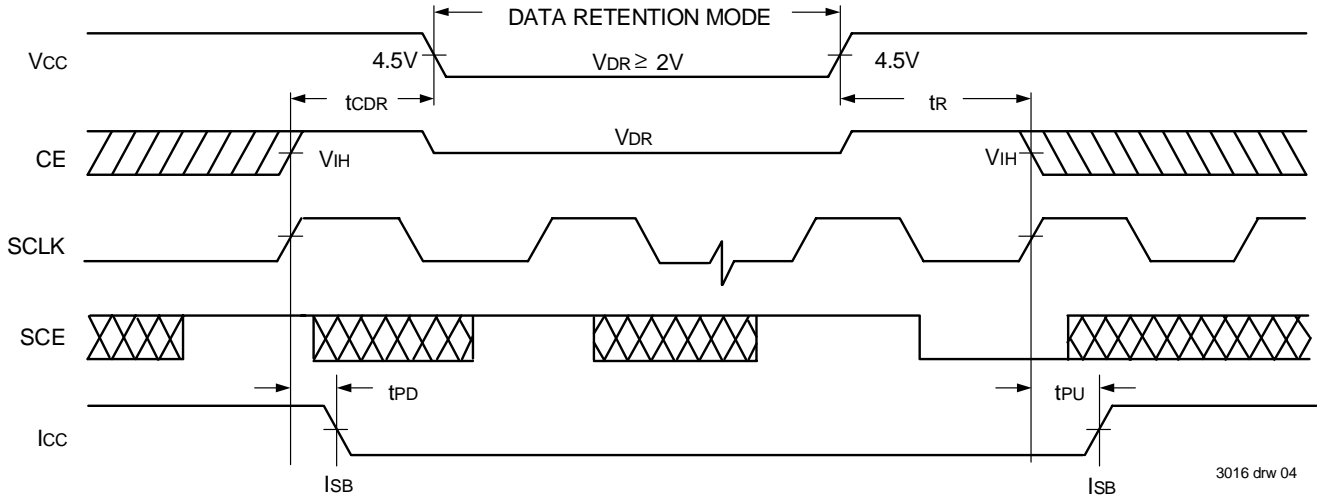 DATA RETENTION MODE
VCC
4.5V
VDR ≥ 2V
4.5V
tCDR
tR
CE
VIH
VDR
VIH
SCLK
SCE
tPD
tPU
ICC
ISB
ISB
3016 drw 04